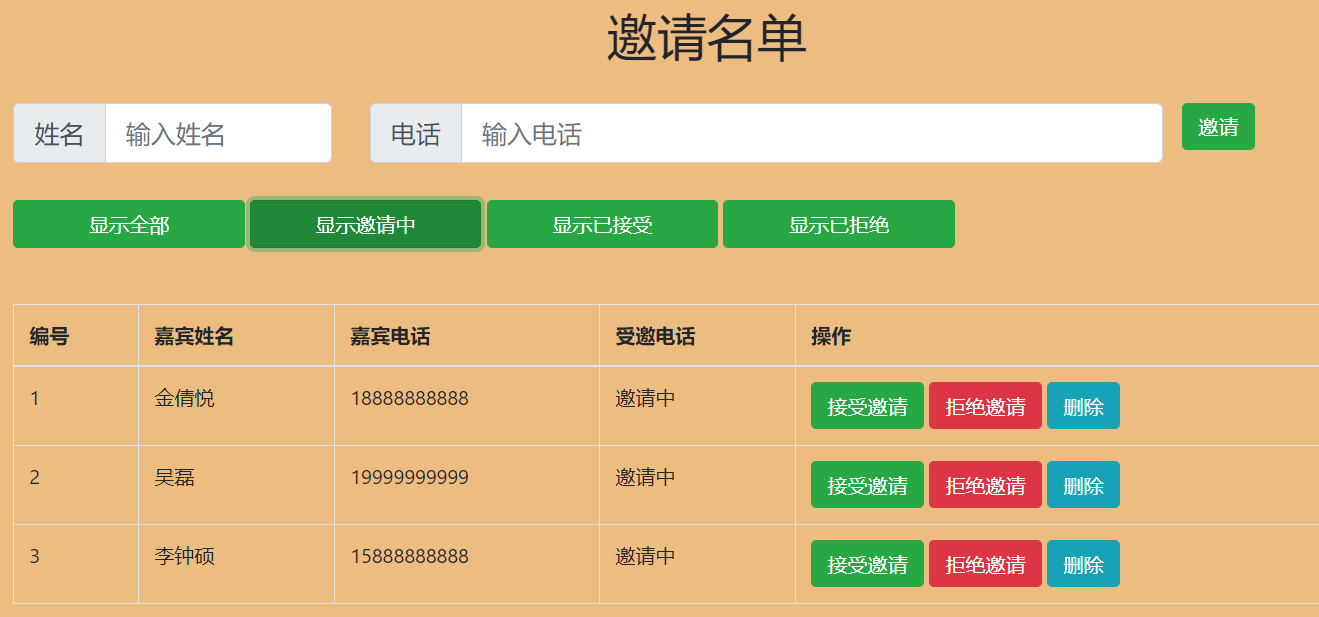 邀请名单
姓名 输入姓名 电话 输入电话 邀请
显示全部 显示邀请中 显示已接受 显示已拒绝
编号 嘉宾姓名 嘉宾电话 受邀电话 操作
1 金倩悦 18888888888 邀请中 接受邀请 拒绝邀请 删除
2 吴磊 19999999999 邀请中 接受邀请 拒绝邀请 删除
3 李钟硕 15888888888 邀请中 接受邀请 拒绝邀请 删除